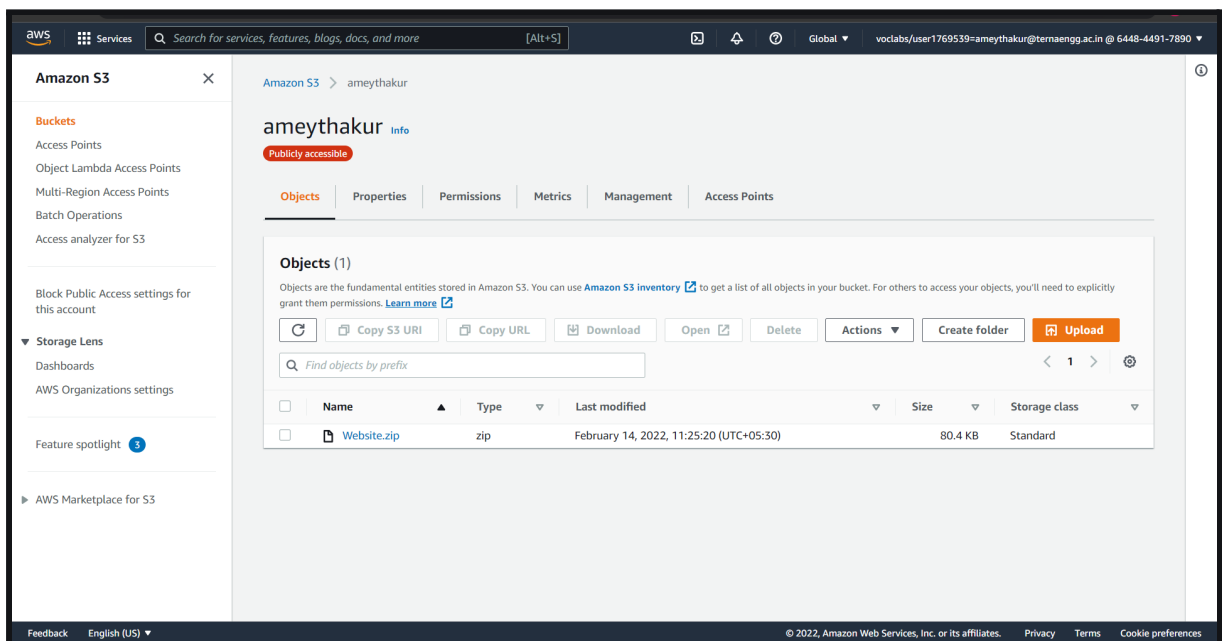 aws
Services
Search for services, features, blogs, docs, and more
[Alt+S]
Global ▼
voclabs/user1769539=ameythakur@ternaengg.ac.in @ 6448-4491-7890 ▼
Amazon S3
Buckets
Access Points
Object Lambda Access Points
Multi-Region Access Points
Batch Operations
Access analyzer for S3
Block Public Access settings for
this account
▼ Storage Lens
Dashboards
AWS Organizations settings
Feature spotlight 3
AWS Marketplace for S3
Amazon S3 > ameythakur
ameythakur Info
Publicly accessible
Objects Properties Permissions Metrics Management Access Points
Objects (1)
Objects are the fundamental entities stored in Amazon S3. You can use Amazon S3 inventory to get a list of all objects in your bucket. For others to access your objects, you'll need to explicitly
grant them permissions. Learn more
Copy S3 URI Copy URL Download Open Delete Actions ▼ Create folder Upload
Find objects by prefix
< 1 >
Name Type Last modified Size Storage class
Website.zip zip February 14, 2022, 11:25:20 (UTC+05:30) 80.4 KB Standard
Feedback English (US) ▼ © 2022, Amazon Web Services, Inc. or its affiliates. Privacy Terms Cookie preferences